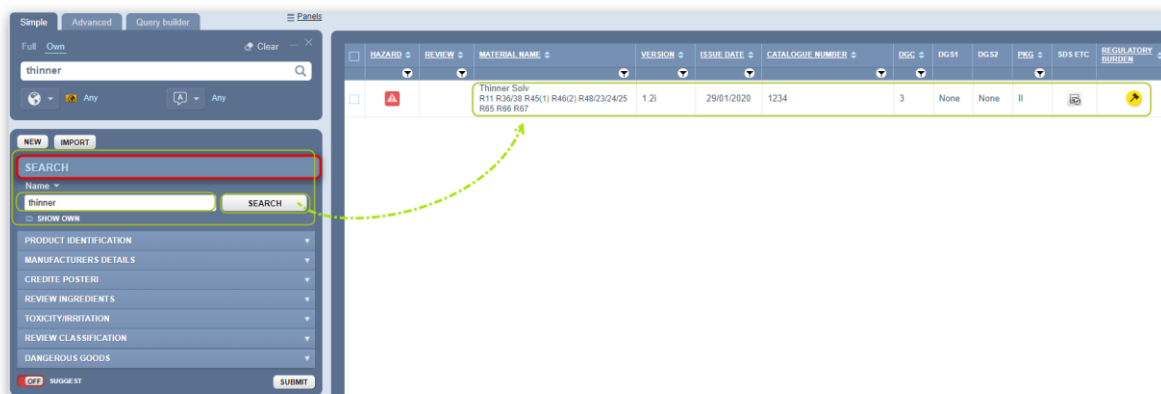 Simple Advanced Query builder Panels
Full Own Clear
thinner
Any A Any
NEW IMPORT
SEARCH
Name
thinner SEARCH
SHOW OWN
PRODUCT IDENTIFICATION
MANUFACTURERS DETAILS
CREDITE POSTERI
REVIEW INGREDIENTS
TOXICITY/IRRITATION
REVIEW CLASSIFICATION
DANGEROUS GOODS
OFF SUGGEST SUBMIT
HAZARD REVIEW MATERIAL NAME VERSION ISSUE DATE CATALOGUE NUMBER DGC DGS1 DGS2 PKG SDS ETC REGULATORY
BURDEN
Thinner Solv
R11 R36/38 R45(1) R46(2) R48/23/24/25 1.2i 29/01/2020 1234 3 None None II
R65 R66 R67